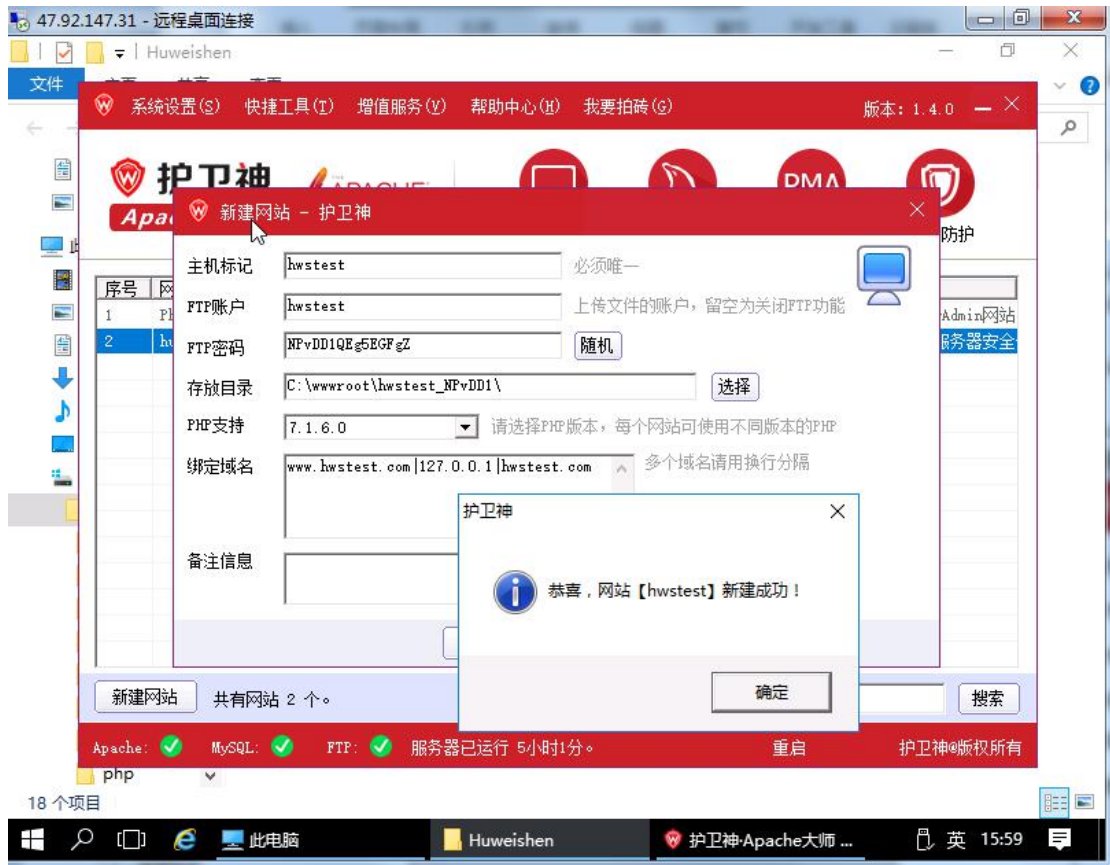 47.92.147.31 - 远程桌面连接
Huweishen
文件
系统设置(S) 快捷工具(T) 增值服务(V) 帮助中心(H) 我要拍砖(G) 版本: 1.4.0
护卫神
APACHE
PMA
防护
新建网站 - 护卫神
主机标记 hwstest 必须唯一
FTP账户 hwstest 上传文件的账户，留空为关闭FTP功能
FTP密码 NPvDD1QEg5EGFgZ 随机
存放目录 C:\wwwroot\hwstest_NPvDD1\ 选择
PHP支持 7.1.6.0 请选择PHP版本，每个网站可使用不同版本的PHP
绑定域名 www.hwstest.com|127.0.0.1|hwstest.com 多个域名请用换行分隔
备注信息
序号
1
Admin网站
2
服务器安全
护卫神
恭喜，网站【hwstest】新建成功！
确定
新建网站 共有网站 2 个。 搜索
Apache: MySQL: FTP: 服务器已运行 5小时1分。 重启 护卫神@版权所有
php
18 个项目
此电脑 Huweishen 护卫神·Apache大师 ... 英 15:59